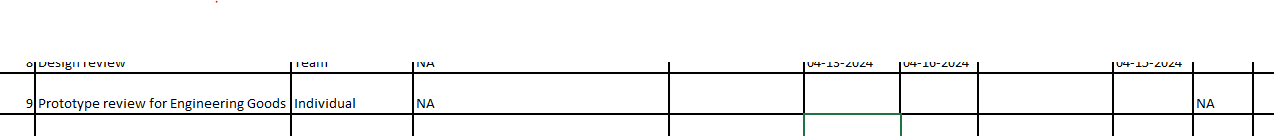 8 Design review Team NA 04-13-2024 04-16-2024 04-15-2024
9 Prototype review for Engineering Goods Individual NA NA